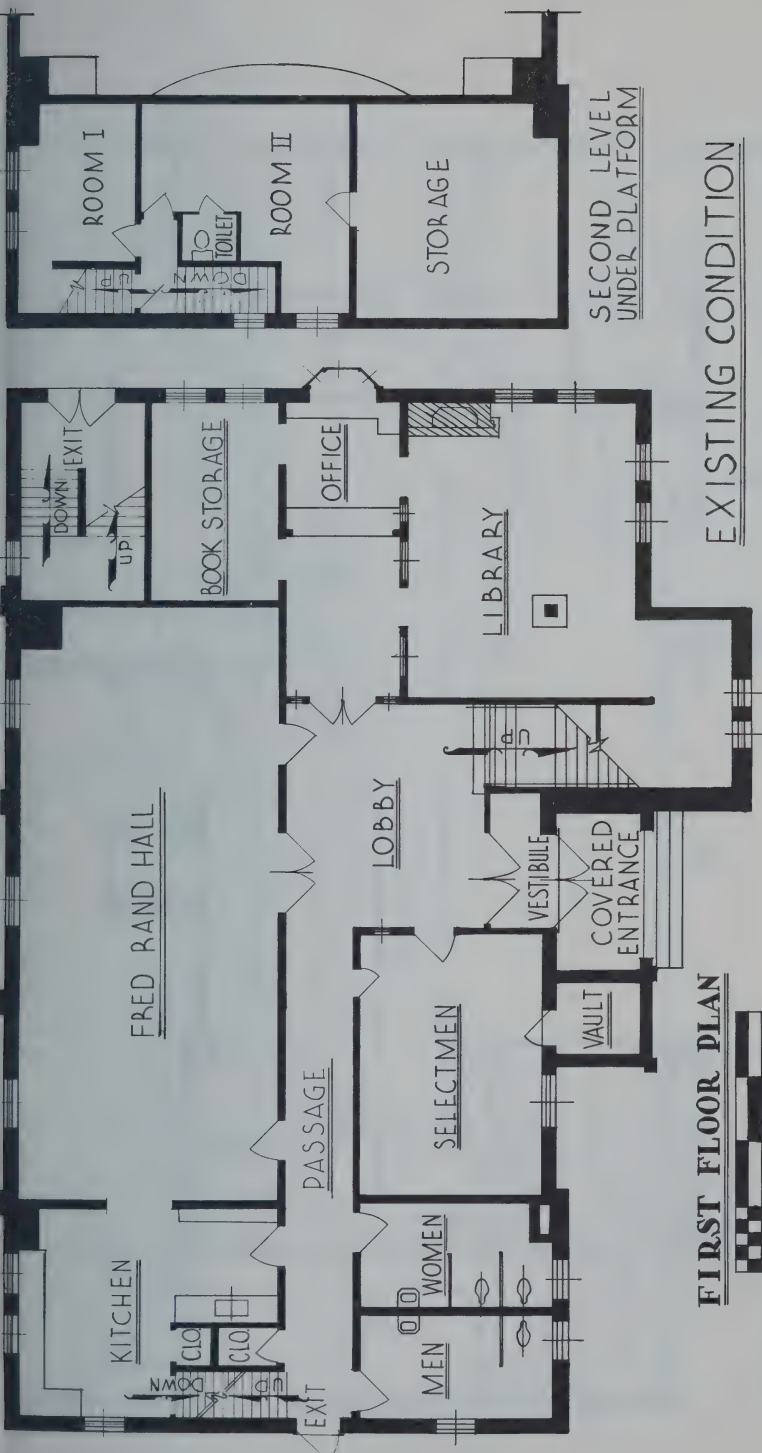 ROOM I
ROOM II
TOILET
UP
DOWN
STORAGE
SECOND LEVEL
UNDER PLATFORM
EXISTING CONDITION
EXIT
DOWN
UP
BOOK STORAGE
OFFICE
LIBRARY
FRED RAND HALL
LOBBY
UP
VESTIBULE
COVERED
ENTRANCE
PASSAGE
SELECTMEN
VAULT
KITCHEN
CLO.
CLO.
DOWN
UP
EXIT
WOMEN
MEN
FIRST FLOOR PLAN